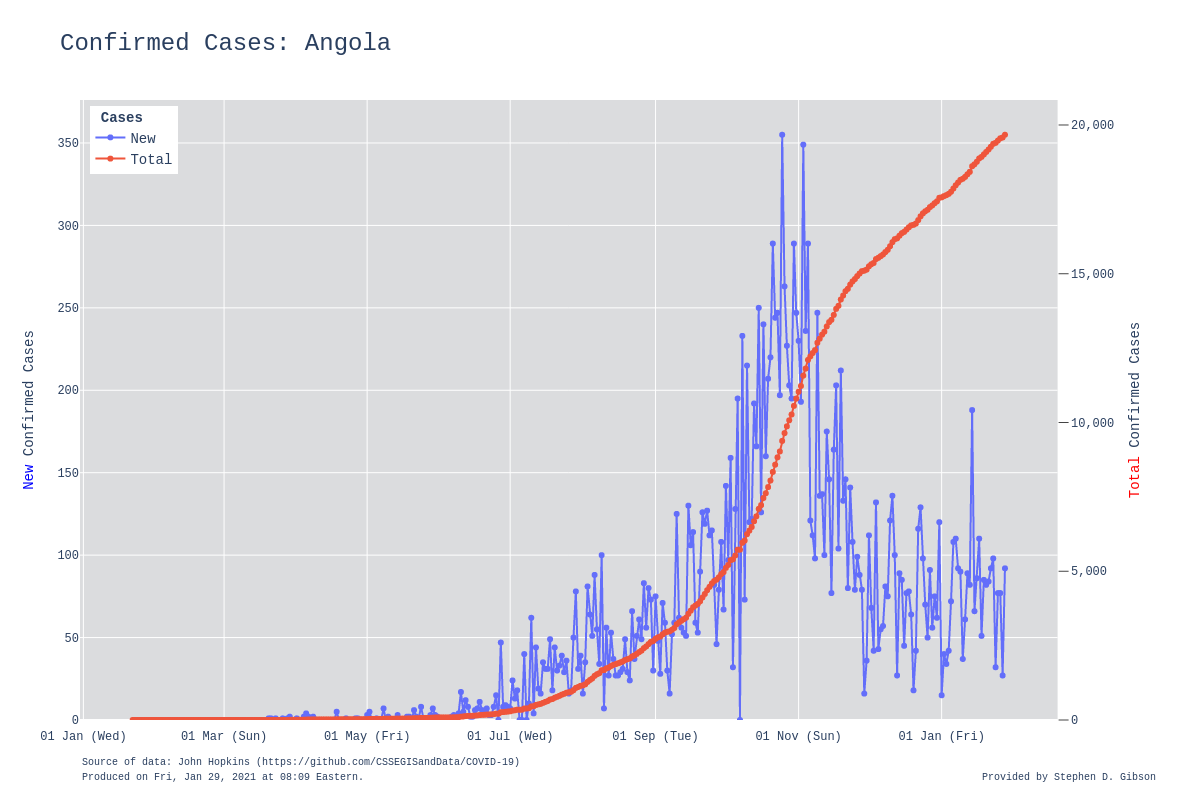 Confirmed Cases: Angola
Cases
New
Total
350
300
250
200
150
100
50
0
20,000
15,000
10,000
5,000
0
New Confirmed Cases
Total Confirmed Cases
01 Jan (Wed) 01 Mar (Sun) 01 May (Fri) 01 Jul (Wed) 01 Sep (Tue) 01 Nov (Sun) 01 Jan (Fri)
Source of data: John Hopkins (https://github.com/CSSEGISandData/COVID-19)
Produced on Fri, Jan 29, 2021 at 08:09 Eastern.
Provided by Stephen D. Gibson